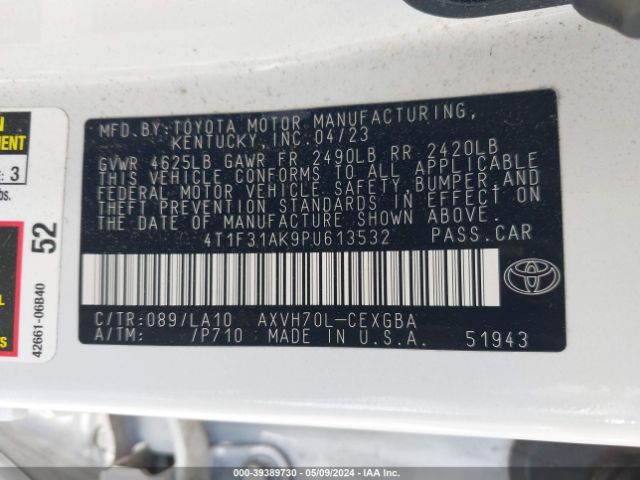 MFD.BY:TOYOTA MOTOR MANUFACTURING,
KENTUCKY, INC.04/23
GVWR 4625LB GAWR FR 2490LB RR 2420LB
THIS VEHICLE CONFORMS TO ALL APPLICABLE
FEDERAL MOTOR VEHICLE SAFETY, BUMPER, AND
THEFT PREVENTION STANDARDS IN EFFECT ON
THE DATE OF MANUFACTURE SHOWN ABOVE.
4T1F31AK9PU613532 PASS.CAR
C/TR:089/LA10 AXVH70L-CEXGBA
A/TM: /P710 MADE IN U.S.A. 51943
3
bs.
52
42661-06B40
000-39389730 - 05/09/2024 - IAA Inc.